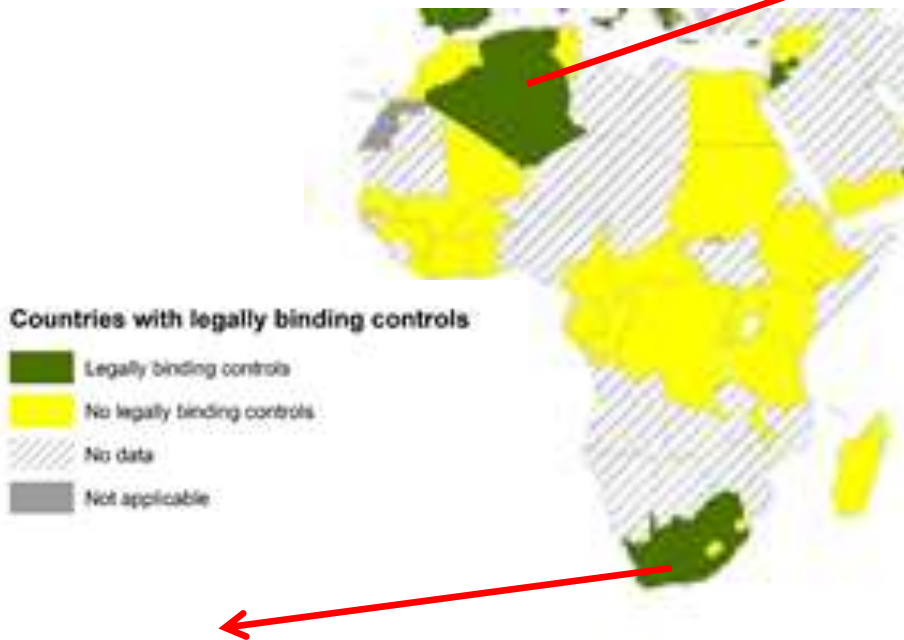 Countries with legally binding controls
Legally binding controls
No legally binding controls
No data
Not applicable